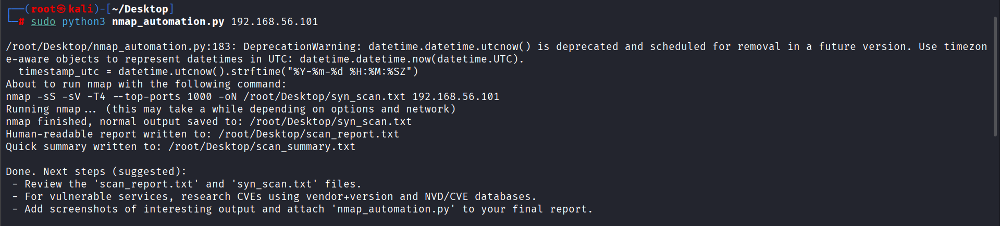 ┌──(root㉿kali)-[~/Desktop]
└─# sudo python3 nmap_automation.py 192.168.56.101
/root/Desktop/nmap_automation.py:183: DeprecationWarning: datetime.datetime.utcnow() is deprecated and scheduled for removal in a future version. Use timezon
e-aware objects to represent datetimes in UTC: datetime.datetime.now(datetime.UTC).
  timestamp_utc = datetime.utcnow().strftime("%Y-%m-%d %H:%M:%SZ")
About to run nmap with the following command:
nmap -sS -sV -T4 --top-ports 1000 -oN /root/Desktop/syn_scan.txt 192.168.56.101
Running nmap... (this may take a while depending on options and network)
nmap finished, normal output saved to: /root/Desktop/syn_scan.txt
Human-readable report written to: /root/Desktop/scan_report.txt
Quick summary written to: /root/Desktop/scan_summary.txt
Done. Next steps (suggested):
 - Review the 'scan_report.txt' and 'syn_scan.txt' files.
 - For vulnerable services, research CVEs using vendor+version and NVD/CVE databases.
 - Add screenshots of interesting output and attach 'nmap_automation.py' to your final report.